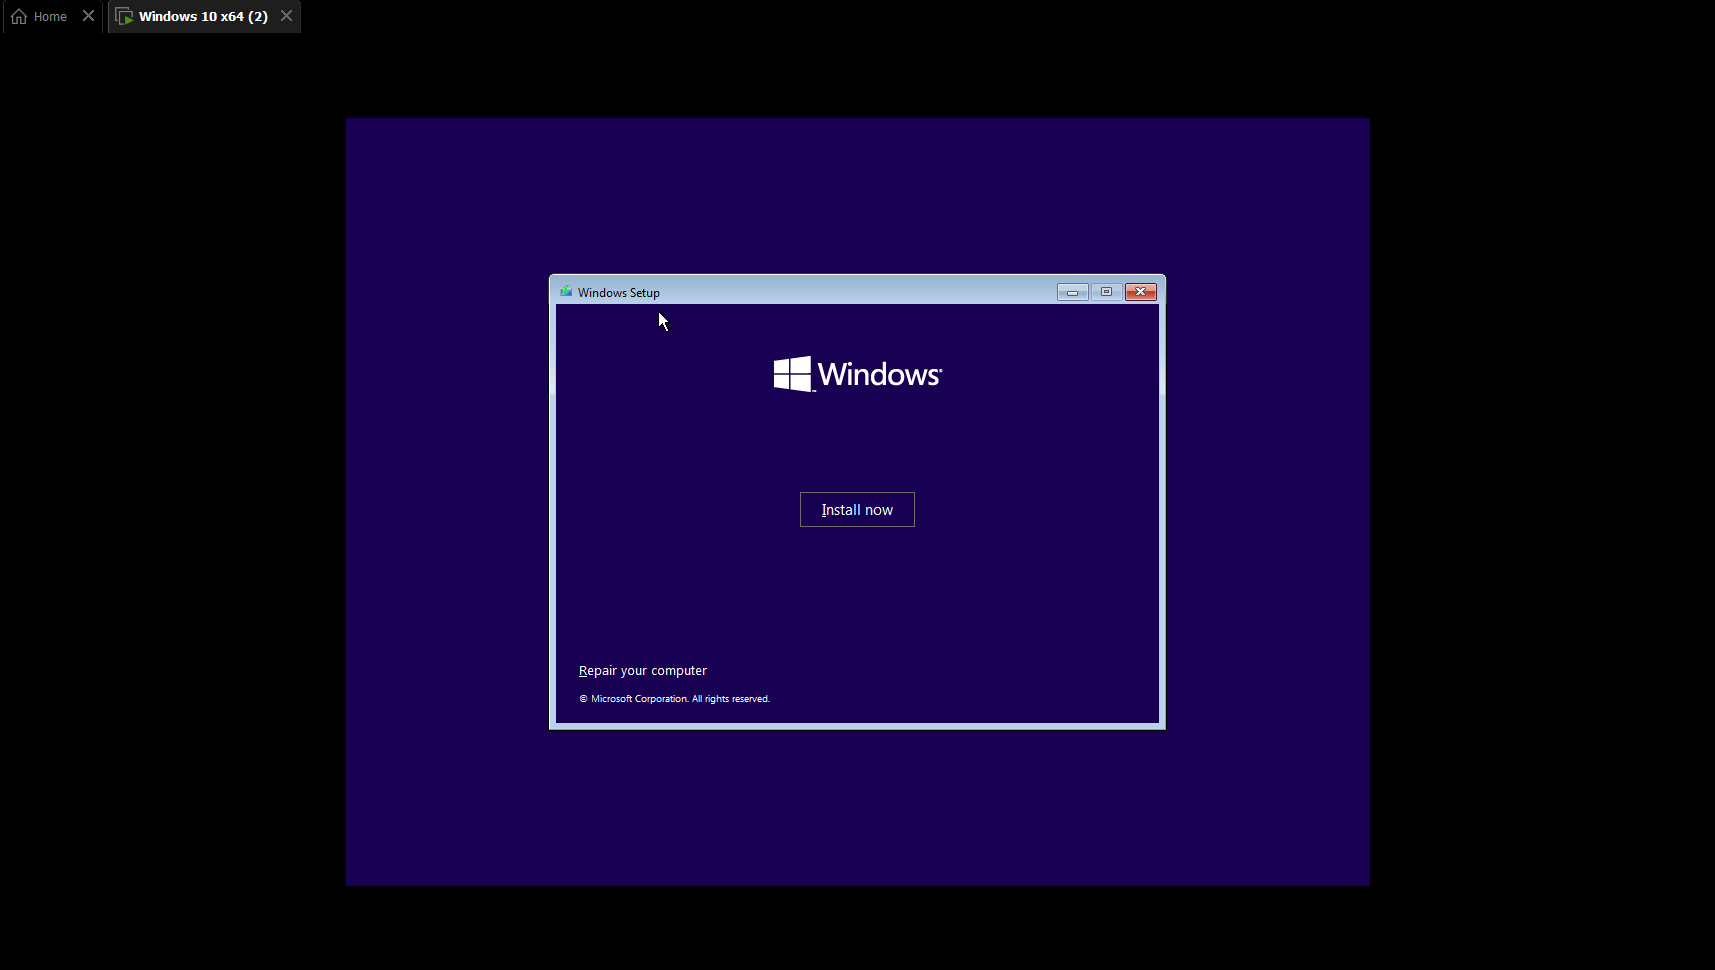 Home
Windows 10 x64 (2)
Windows Setup
Windows®
Install now
Repair your computer
© Microsoft Corporation. All rights reserved.